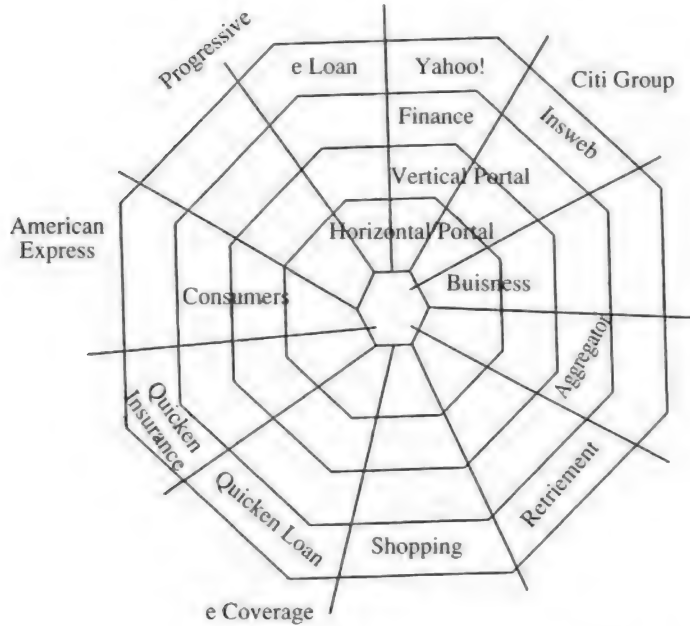 Progressive
e Loan
Yahoo!
Citi Group
Insweb
Finance
Vertical Portal
Horizontal Portal
American
Express
Consumers
Buisness
Aggregator
Quicken
Insurance
Quicken Loan
Shopping
Retriement
e Coverage